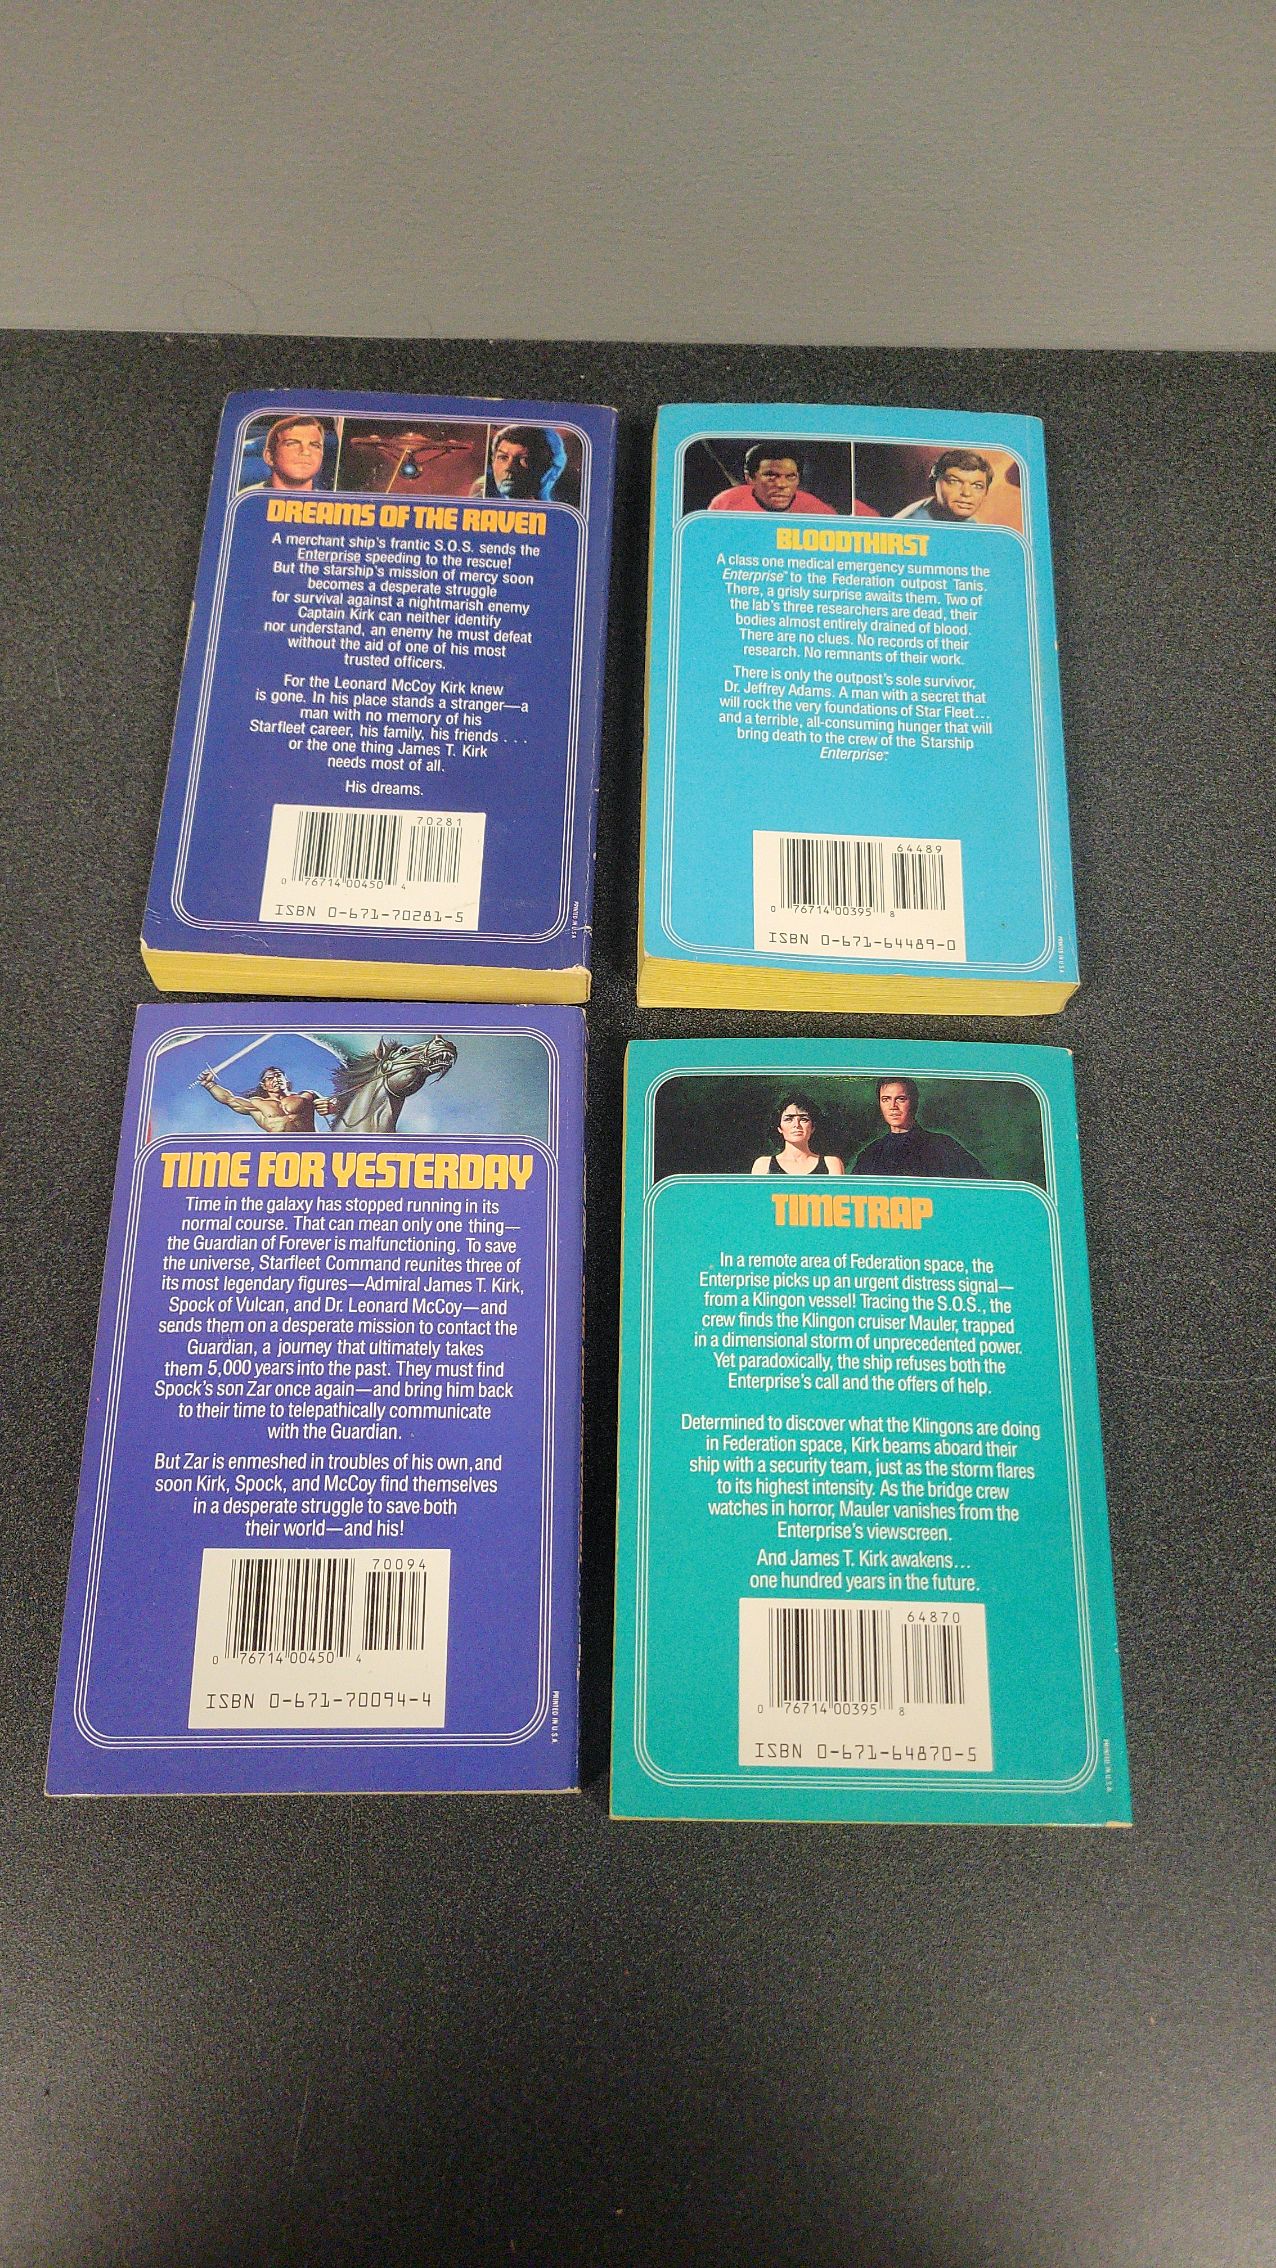 DREAMS OF THE RAVEN
A merchant ship's frantic S.O.S. sends the
Enterprise speeding to the rescue!
But the starship's mission of mercy soon
becomes a desperate struggle
for survival against a nightmarish enemy
Captain Kirk can neither identify
nor understand, an enemy he must defeat
without the aid of one of his most
trusted officers.
For the Leonard McCoy Kirk knew
is gone. In his place stands a stranger—a
man with no memory of his
Starfleet career, his family, his friends . . .
or the one thing James T. Kirk
needs most of all.
His dreams.
70281
0 76714 00450 4
ISBN 0-671-70281-5
PRINTED IN USA
BLOODTHIRST
A class one medical emergency summons the
Enterprise™ to the Federation outpost Tanis.
There, a grisly surprise awaits them. Two of
the lab's three researchers are dead, their
bodies almost entirely drained of blood.
There are no clues. No records of their
research. No remnants of their work.
There is only the outpost's sole survivor,
Dr. Jeffrey Adams. A man with a secret that
will rock the very foundations of Star Fleet...
and a terrible, all-consuming hunger that will
bring death to the crew of the Starship
Enterprise™.
64489
0 76714 00395 8
ISBN 0-671-64489-0
PRINTED IN U.S.A.
TIME FOR YESTERDAY
Time in the galaxy has stopped running in its
normal course. That can mean only one thing—
the Guardian of Forever is malfunctioning. To save
the universe, Starfleet Command reunites three of
its most legendary figures—Admiral James T. Kirk,
Spock of Vulcan, and Dr. Leonard McCoy—and
sends them on a desperate mission to contact the
Guardian, a journey that ultimately takes
them 5,000 years into the past. They must find
Spock's son Zar once again—and bring him back
to their time to telepathically communicate
with the Guardian.
But Zar is enmeshed in troubles of his own, and
soon Kirk, Spock, and McCoy find themselves
in a desperate struggle to save both
their world—and his!
70094
0 76714 00450 4
ISBN 0-671-70094-4
PRINTED IN U.S.A.
TIMETRAP
In a remote area of Federation space, the
Enterprise picks up an urgent distress signal—
from a Klingon vessel! Tracing the S.O.S., the
crew finds the Klingon cruiser Mauler, trapped
in a dimensional storm of unprecedented power.
Yet paradoxically, the ship refuses both the
Enterprise's call and the offers of help.
Determined to discover what the Klingons are doing
in Federation space, Kirk beams aboard their
ship with a security team, just as the storm flares
to its highest intensity. As the bridge crew
watches in horror, Mauler vanishes from the
Enterprise's viewscreen.
And James T. Kirk awakens...
one hundred years in the future.
64870
0 76714 00395 8
ISBN 0-671-64870-5
PRINTED IN U.S.A.